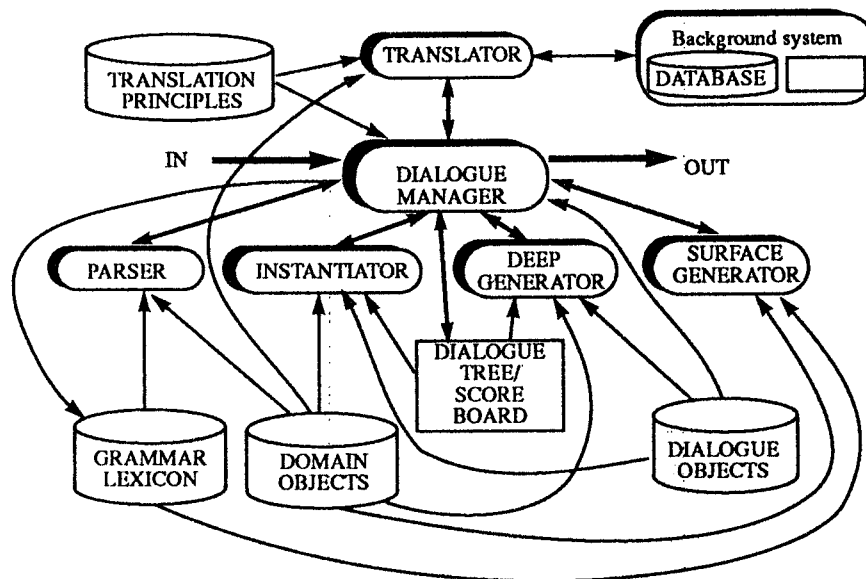 Background system
TRANSLATOR
DATABASE
TRANSLATION
PRINCIPLES
IN
OUT
DIALOGUE
MANAGER
PARSER
INSTANTIATOR
DEEP
GENERATOR
SURFACE
GENERATOR
DIALOGUE
TREE/
SCORE
BOARD
GRAMMAR
LEXICON
DOMAIN
OBJECTS
DIALOGUE
OBJECTS